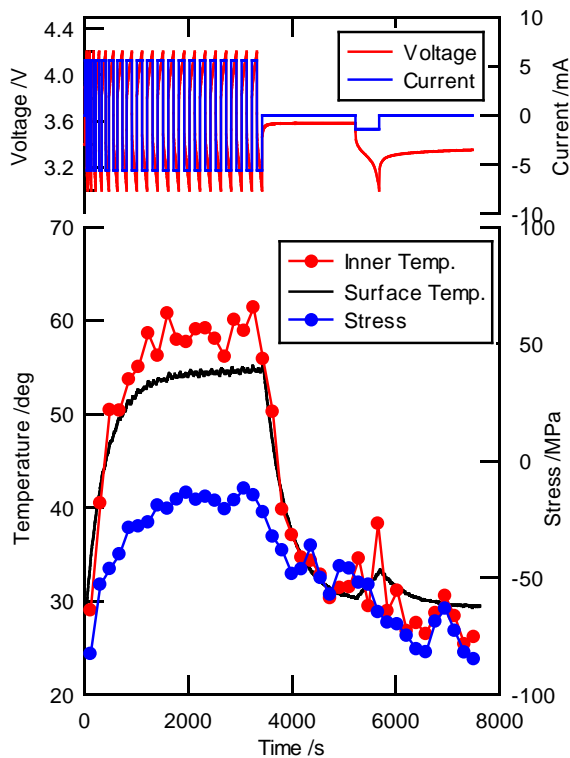 4.4
4.0
3.6
3.2
Voltage /V
Voltage
Current
10
5
0
-5
-10
Current /mA
70
60
50
40
30
20
Temperature /deg
Inner Temp.
Surface Temp.
Stress
100
50
0
-50
-100
Stress /MPa
0
2000
4000
6000
8000
Time /s